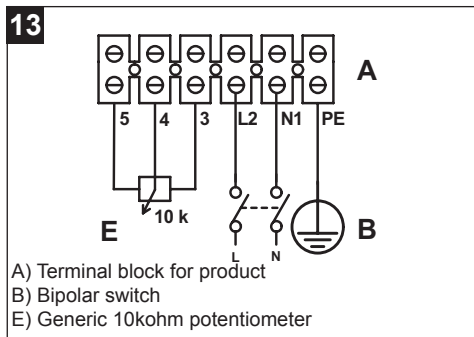 13
A
5 4 3 L2 N1 PE
10 k
E
B
L N
A) Terminal block for product
B) Bipolar switch
E) Generic 10kohm potentiometer